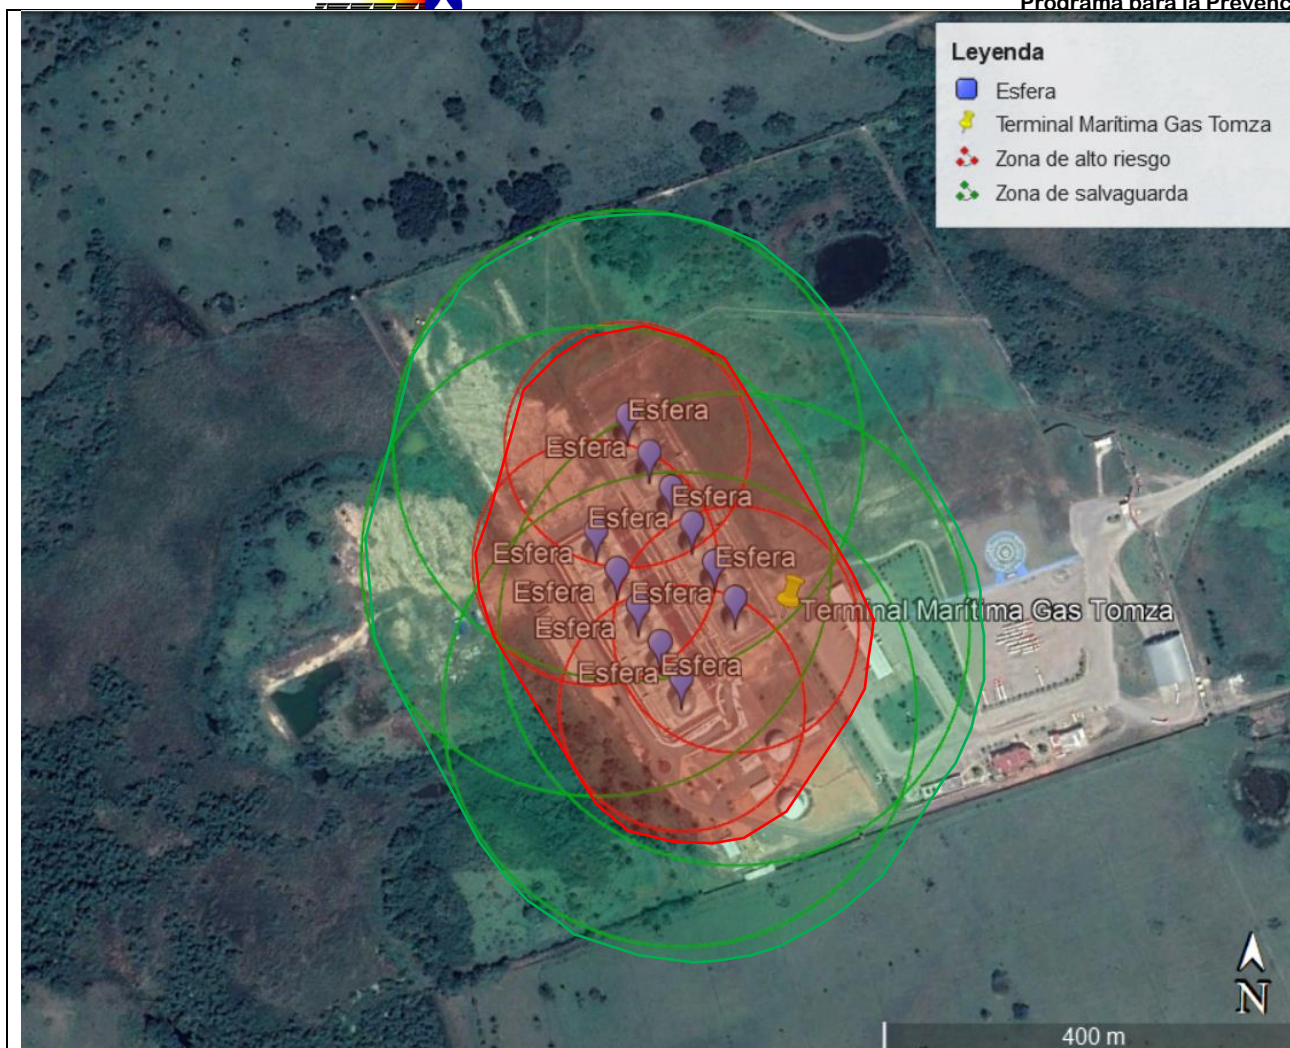 Programa para la Prevenc
Leyenda
Esfera
Terminal Marítima Gas Tomza
Zona de alto riesgo
Zona de salvaguarda
Esfera
Esfera
Esfera
Esfera
Esfera
Esfera
Esfera
Esfera
Esfera
Terminal Marítima Gas Tomza
Esfera
Esfera
N
400 m